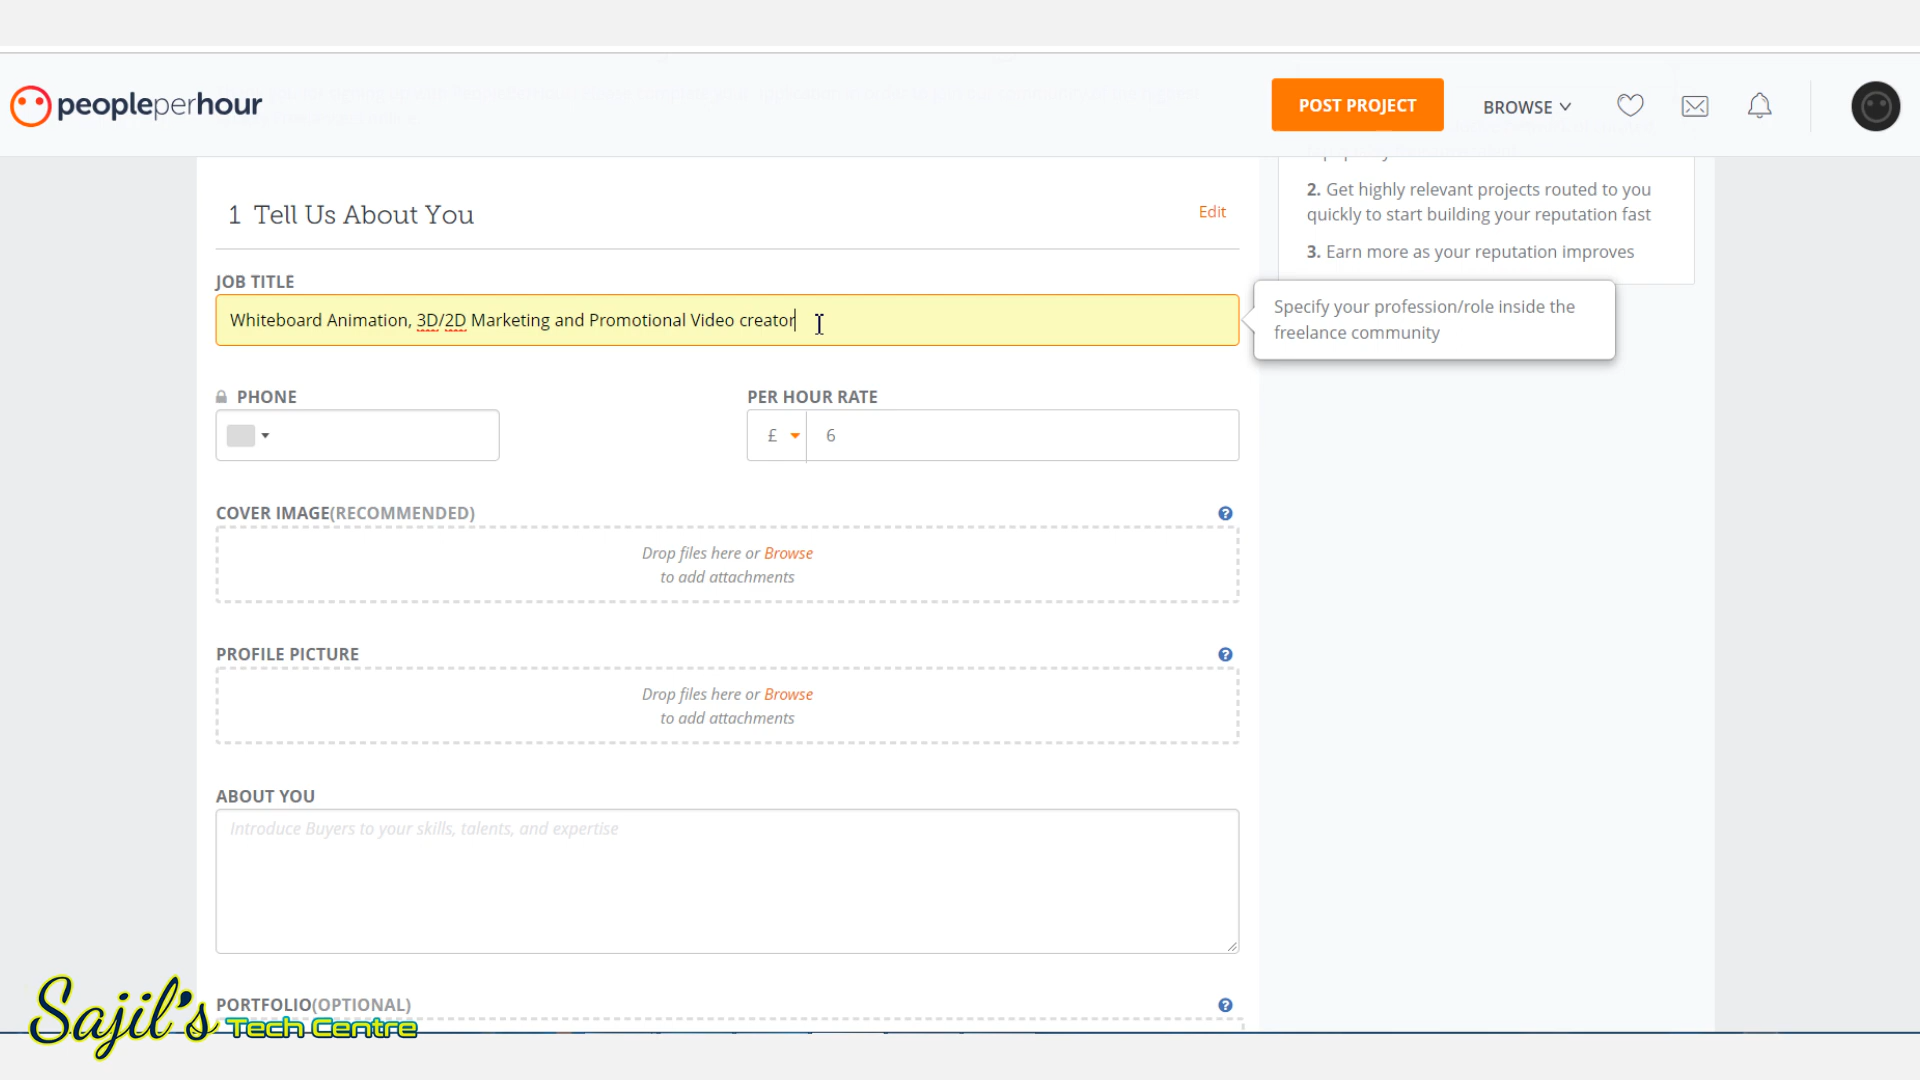 peopleperhour
POST PROJECT
BROWSE
2. Get highly relevant projects routed to you
quickly to start building your reputation fast
3. Earn more as your reputation improves
1 Tell Us About You
Edit
JOB TITLE
Whiteboard Animation, 3D/2D Marketing and Promotional Video creator
Specify your profession/role inside the
freelance community
PHONE
PER HOUR RATE
£ 6
COVER IMAGE(RECOMMENDED)
Drop files here or Browse
to add attachments
PROFILE PICTURE
Drop files here or Browse
to add attachments
ABOUT YOU
Introduce Buyers to your skills, talents, and expertise
PORTFOLIO(OPTIONAL)
Sajil's
Tech Centre